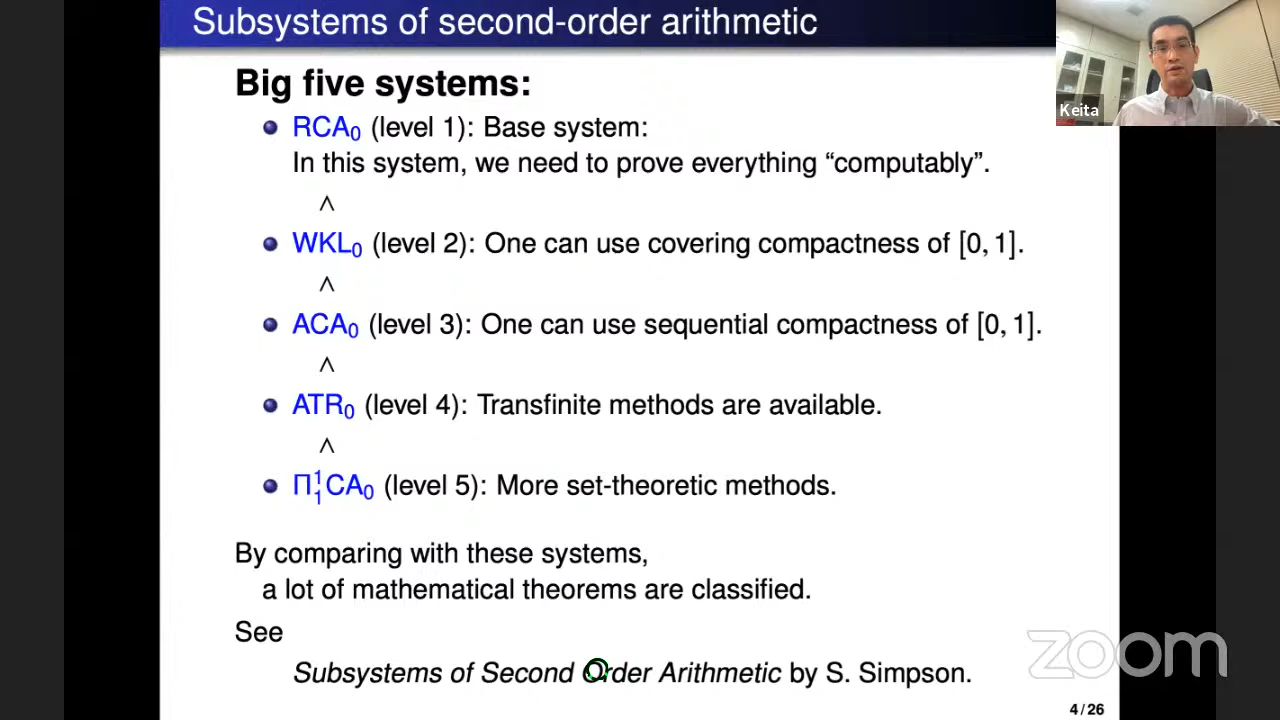 Subsystems of second-order arithmetic
Keita
Big five systems:
RCA₀ (level 1): Base system:
In this system, we need to prove everything “computably”.
∧
WKL₀ (level 2): One can use covering compactness of [0, 1].
∧
ACA₀ (level 3): One can use sequential compactness of [0, 1].
∧
ATR₀ (level 4): Transfinite methods are available.
∧
Π¹₁CA₀ (level 5): More set-theoretic methods.
By comparing with these systems,
a lot of mathematical theorems are classified.
See
Subsystems of Second Order Arithmetic by S. Simpson.
zoom
4 / 26